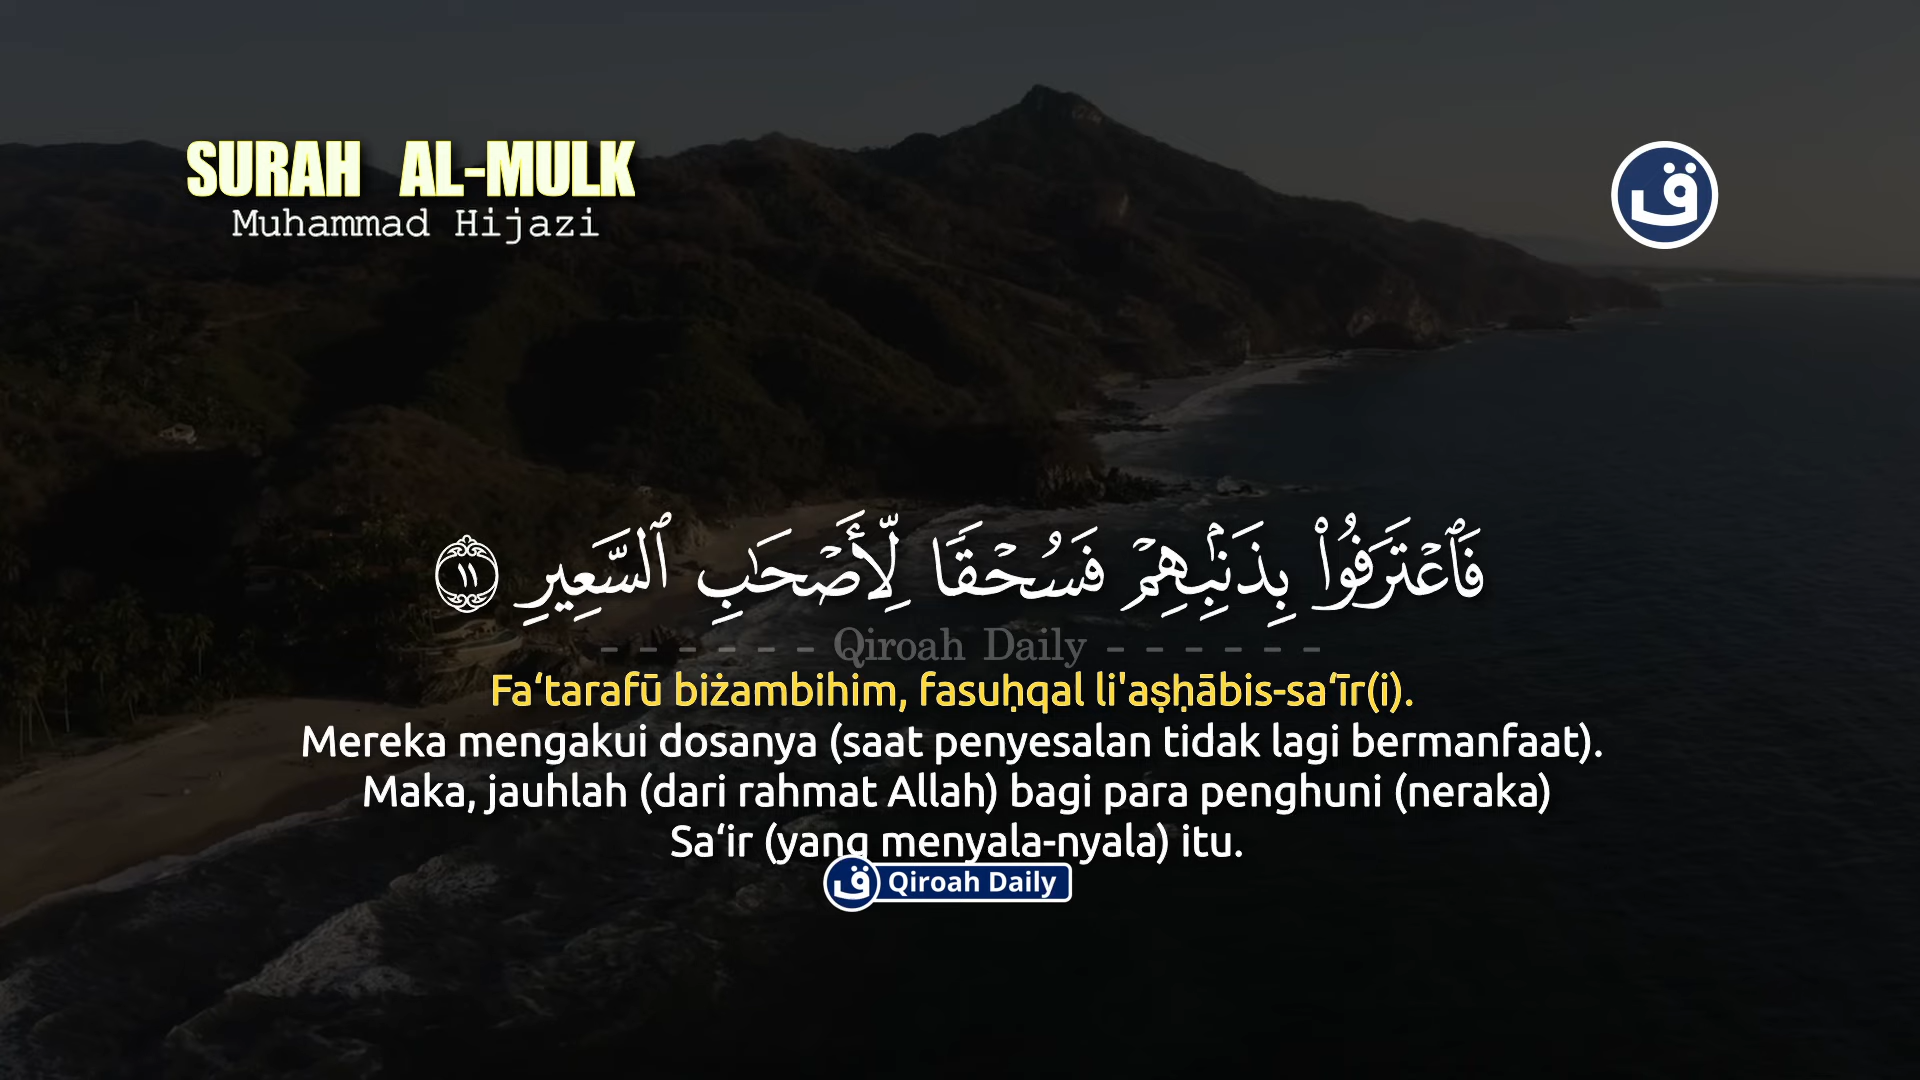 SURAH AL-MULK
Muhammad Hijazi
ق
فَٱعْتَرَفُوا۟ بِذَنۢبِهِمْ فَسُحْقًا لِّأَصْحَـٰبِ ٱلسَّعِيرِ ١١
- - - - - - Qiroah Daily - - - - - -
Fa‘tarafū biżambihim, fasuḥqal li'aṣḥābis-sa‘īr(i).
Mereka mengakui dosanya (saat penyesalan tidak lagi bermanfaat).
Maka, jauhlah (dari rahmat Allah) bagi para penghuni (neraka)
Sa‘ir (yang menyala-nyala) itu.
ق Qiroah Daily